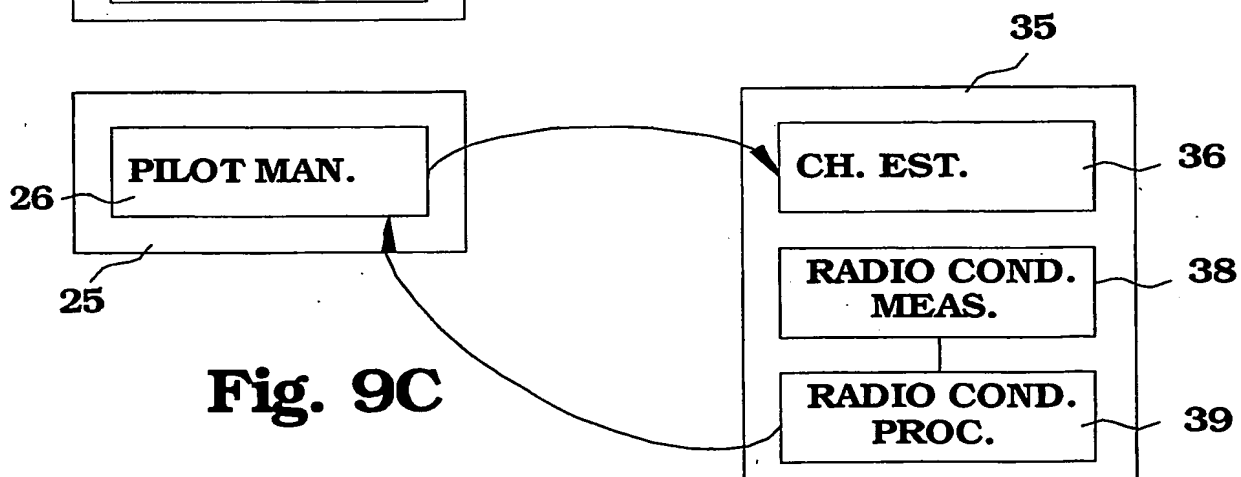 35
PILOT MAN.
26
25
CH. EST.
36
RADIO COND.
MEAS.
38
RADIO COND.
PROC.
39
Fig. 9C